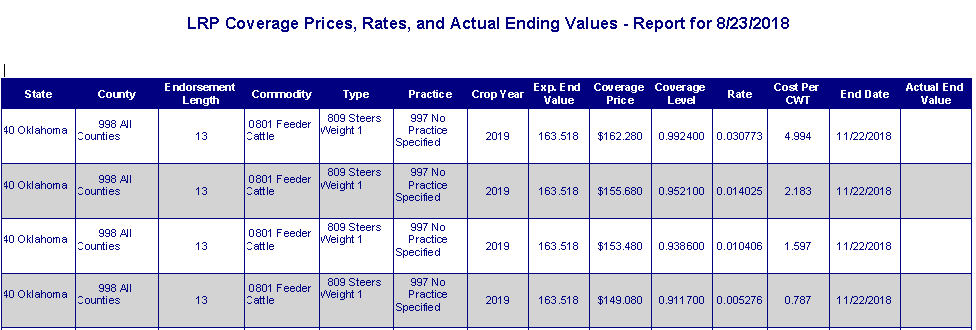 LRP Coverage Prices, Rates, and Actual Ending Values - Report for 8/23/2018
State County Endorsement Length Commodity Type Practice Crop Year Exp. End Value Coverage Price Coverage Level Rate Cost Per CWT End Date Actual End Value
40 Oklahoma 998 All Counties 13 0801 Feeder Cattle 809 Steers Weight 1 997 No Practice Specified 2019 163.518 $162.280 0.992400 0.030773 4.994 11/22/2018
40 Oklahoma 998 All Counties 13 0801 Feeder Cattle 809 Steers Weight 1 997 No Practice Specified 2019 163.518 $155.680 0.952100 0.014025 2.183 11/22/2018
40 Oklahoma 998 All Counties 13 0801 Feeder Cattle 809 Steers Weight 1 997 No Practice Specified 2019 163.518 $153.480 0.938600 0.010406 1.597 11/22/2018
40 Oklahoma 998 All Counties 13 0801 Feeder Cattle 809 Steers Weight 1 997 No Practice Specified 2019 163.518 $149.080 0.911700 0.005276 0.787 11/22/2018